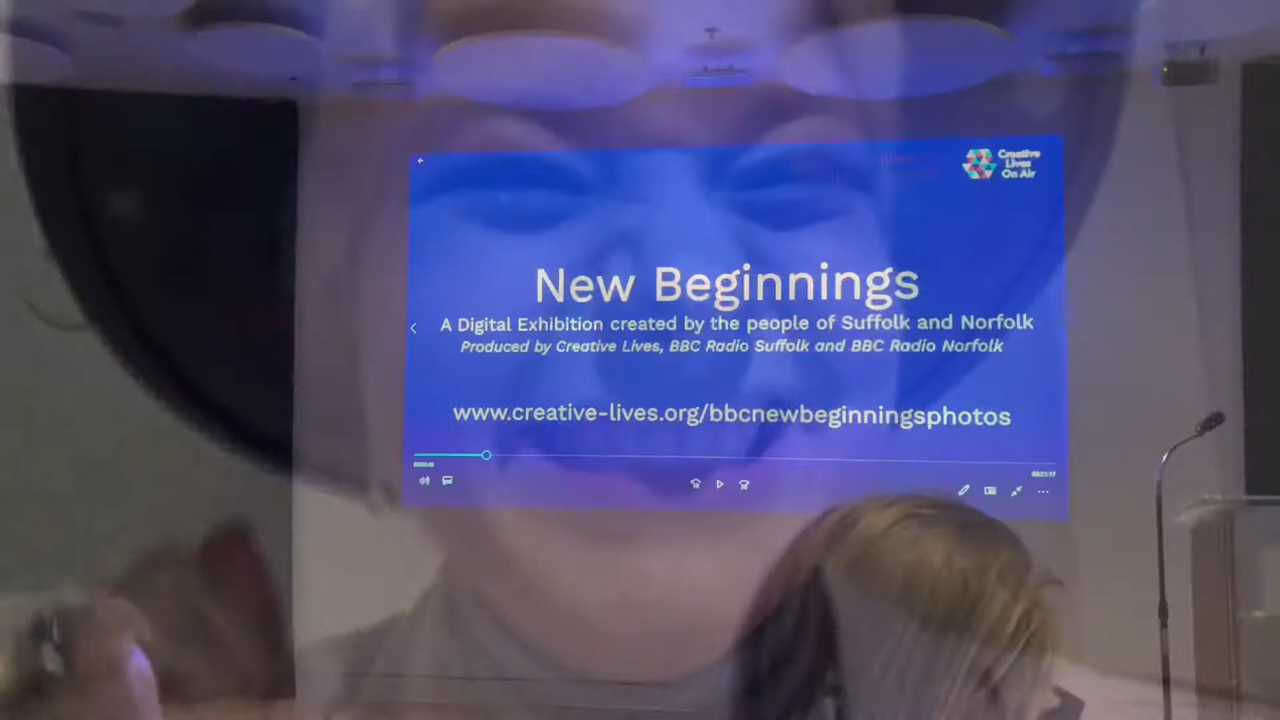 Creative
Lives
On Air
New Beginnings
A Digital Exhibition created by the people of Suffolk and Norfolk
Produced by Creative Lives, BBC Radio Suffolk and BBC Radio Norfolk
www.creative-lives.org/bbcnewbeginningsphotos